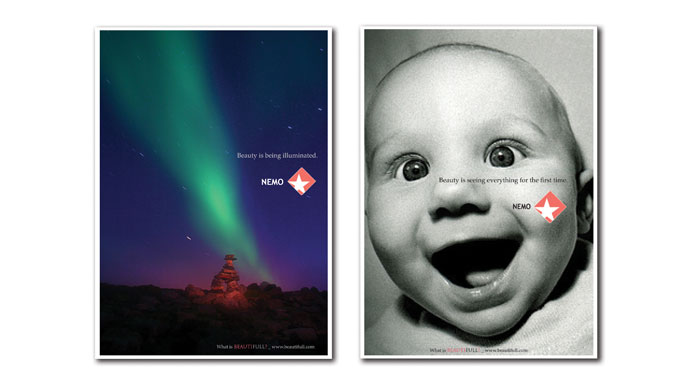 Beauty is being illuminated.
NEMO
What is BEAUTIFULL? _ www.beautifull.com
Beauty is seeing everything for the first time.
NEMO
What is BEAUTIFULL? _ www.beautifull.com